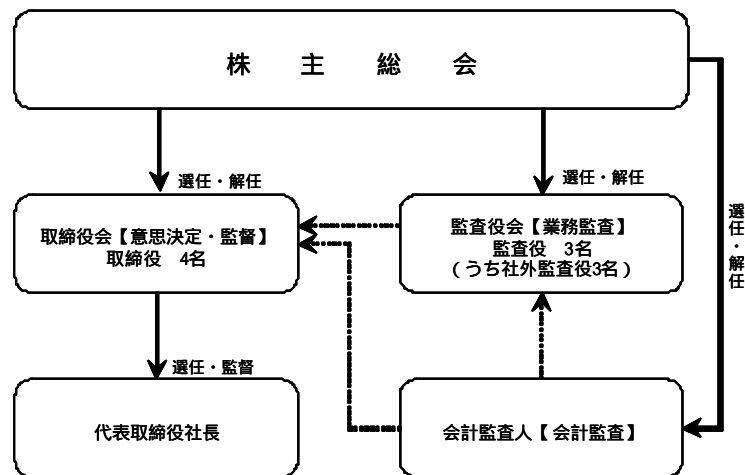 株 主 総 会
選任・解任
選任・解任
選任・解任
取締役会【意思決定・監督】
取締役 4名
監査役会【業務監査】
監査役 3名
(うち社外監査役3名)
選任・監督
代表取締役社長
会計監査人【会計監査】